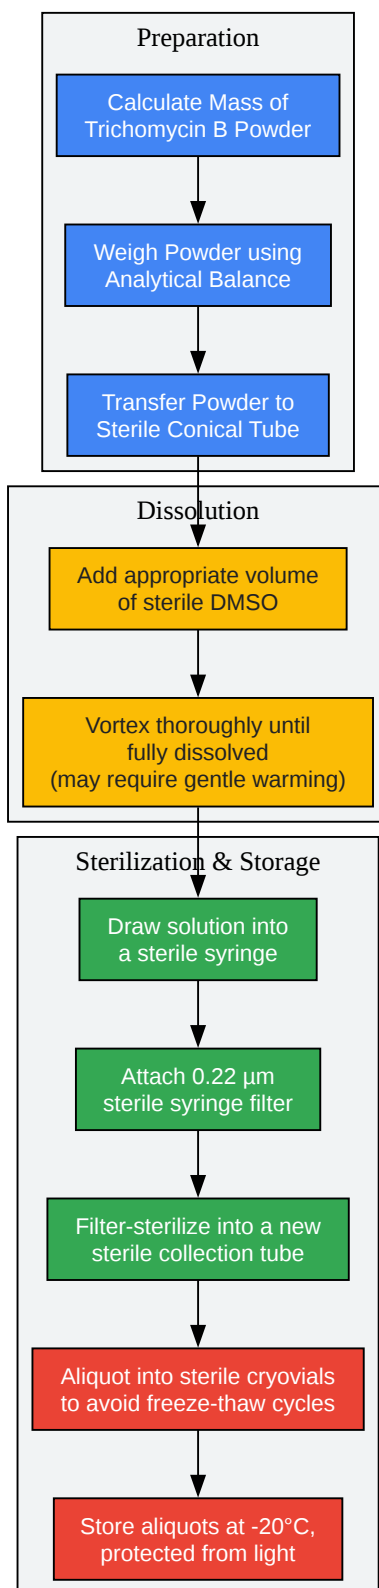 Preparation
Calculate Mass of
Trichomycin B Powder
Weigh Powder using
Analytical Balance
Transfer Powder to
Sterile Conical Tube
Dissolution
Add appropriate volume
of sterile DMSO
Vortex thoroughly until
fully dissolved
(may require gentle warming)
Sterilization & Storage
Draw solution into
a sterile syringe
Attach 0.22 µm
sterile syringe filter
Filter-sterilize into a new
sterile collection tube
Aliquot into sterile cryovials
to avoid freeze-thaw cycles
Store aliquots at -20°C,
protected from light